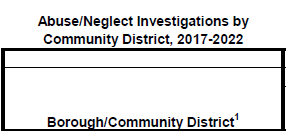 Abuse/Neglect Investigations by
Community District, 2017-2022
Borough/Community District¹